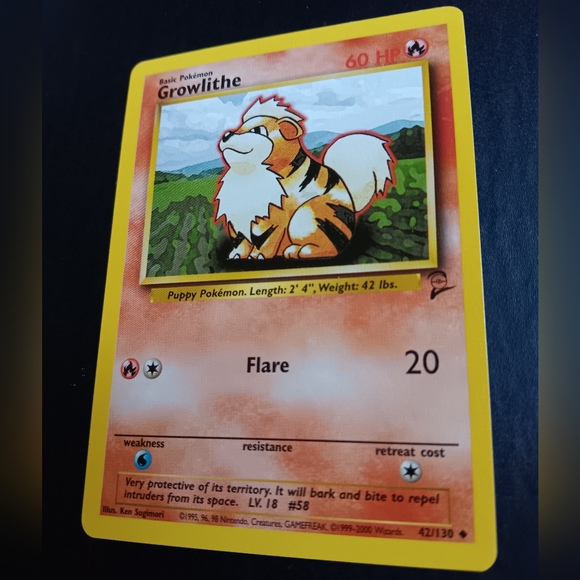 Basic Pokémon
Growlithe
60 HP
Puppy Pokémon. Length: 2' 4", Weight: 42 lbs.
Flare 20
weakness resistance retreat cost
Very protective of its territory. It will bark and bite to repel
intruders from its space. LV. 18 #58
Illus. Ken Sugimori ©1995, 96, 98 Nintendo, Creatures, GAMEFREAK. ©1999-2000 Wizards. 42/130